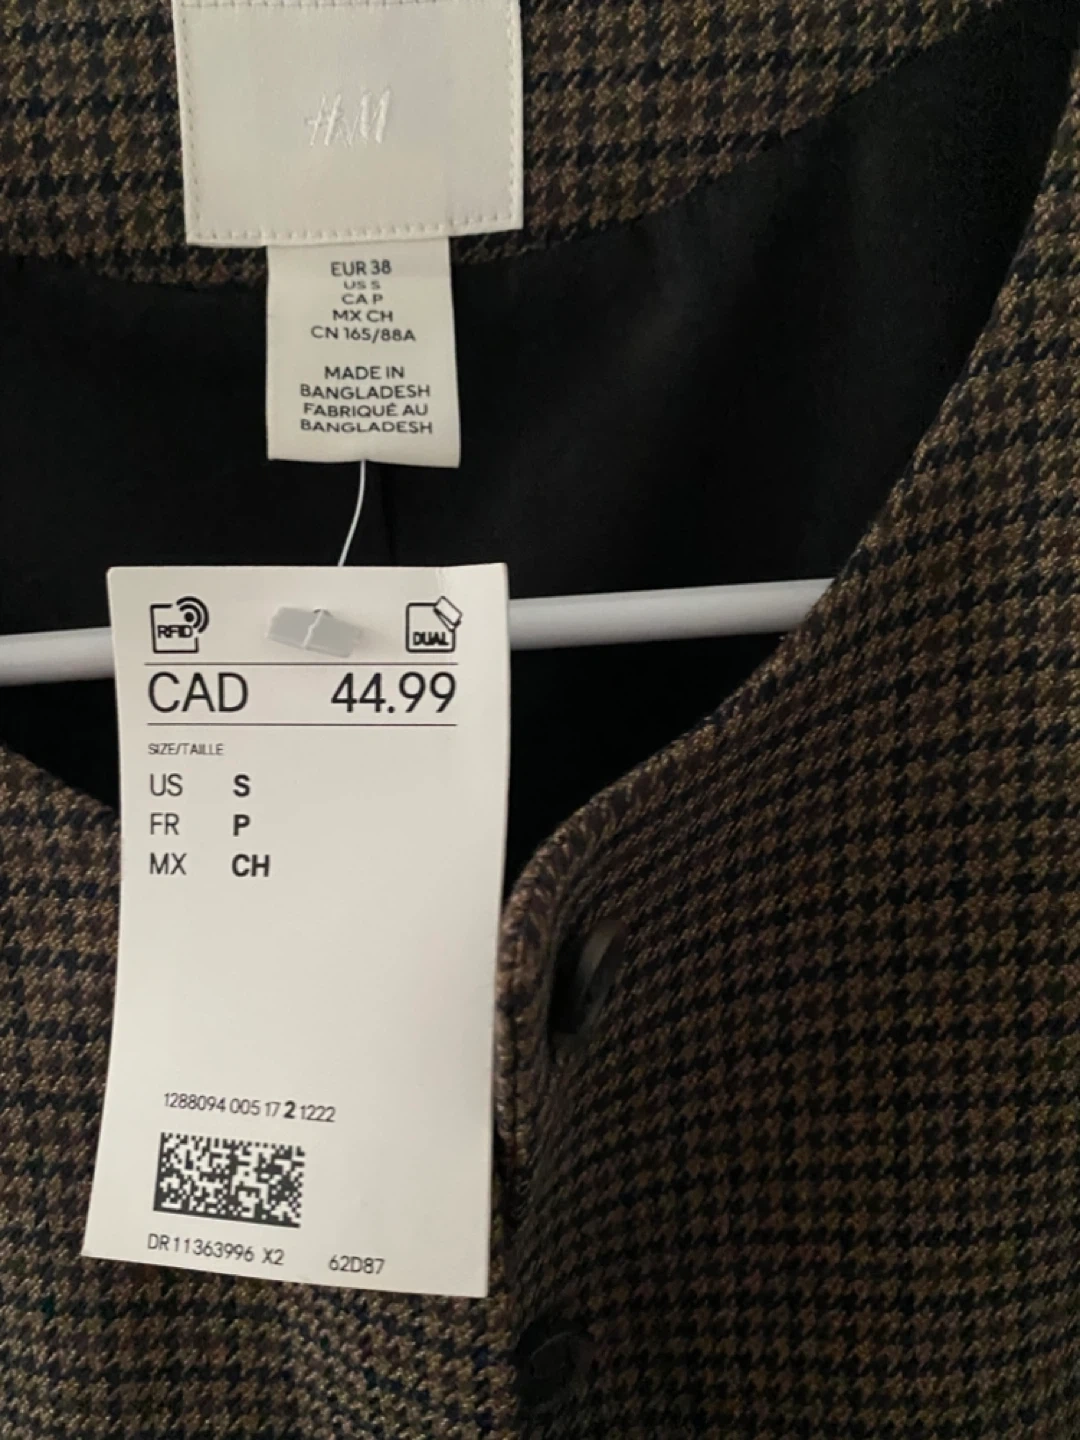 H&M
EUR 38
US S
CA P
MX CH
CN 165/88A
MADE IN
BANGLADESH
FABRIQUÉ AU
BANGLADESH
RFID
DUAL
CAD 44.99
SIZE/TAILLE
US S
FR P
MX CH
1288094 005 17 2 1222
DR11363996 X2 62D87